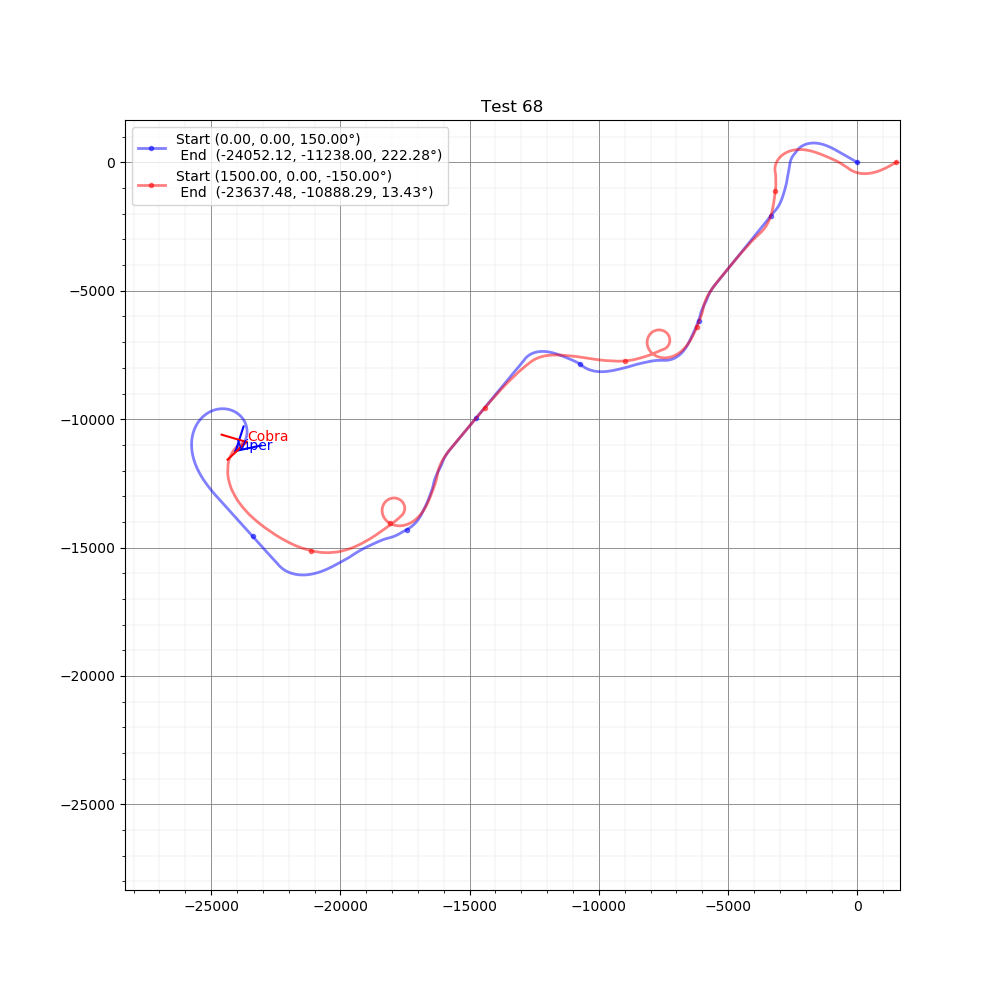 Test 68
Start (0.00, 0.00, 150.00°)
End (-24052.12, -11238.00, 222.28°)
Start (1500.00, 0.00, -150.00°)
End (-23637.48, -10888.29, 13.43°)
0
−5000
−10000
−15000
−20000
−25000
Cobra
Viper
−25000
−20000
−15000
−10000
−5000
0